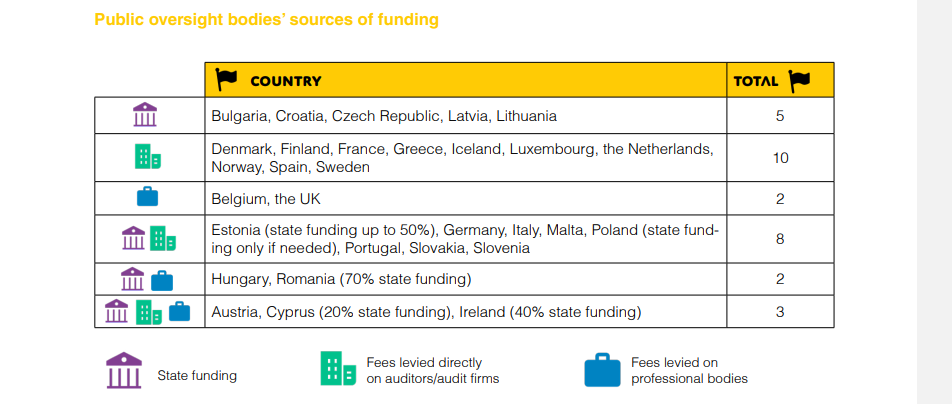 Public oversight bodies' sources of funding
COUNTRY
TOTAL
Bulgaria, Croatia, Czech Republic, Latvia, Lithuania
5
Denmark, Finland, France, Greece, Iceland, Luxembourg, the Netherlands,
Norway, Spain, Sweden
10
Belgium, the UK
2
Estonia (state funding up to 50%), Germany, Italy, Malta, Poland (state fund-
ing only if needed), Portugal, Slovakia, Slovenia
8
Hungary, Romania (70% state funding)
2
Austria, Cyprus (20% state funding), Ireland (40% state funding)
3
State funding
Fees levied directly
on auditors/audit firms
Fees levied on
professional bodies